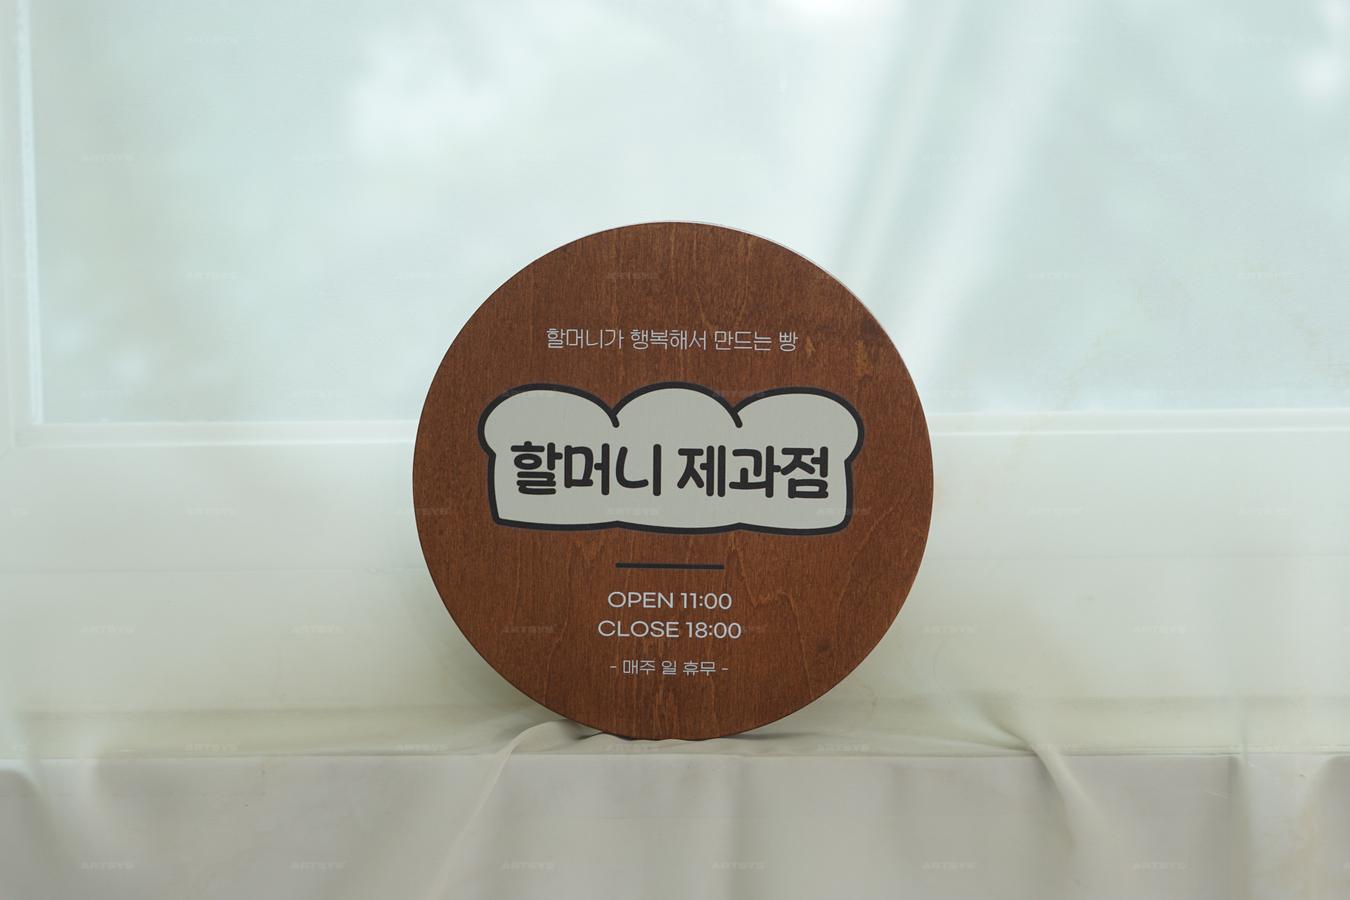 할머니가 행복해서 만드는 빵
할머니 제과점
OPEN 11:00
CLOSE 18:00
- 매주 일 휴무 -